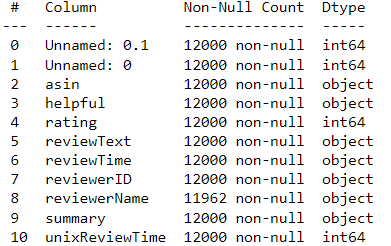 #   Column          Non-Null Count  Dtype
---  ------          --------------  -----
 0   Unnamed: 0.1    12000 non-null  int64
 1   Unnamed: 0      12000 non-null  int64
 2   asin            12000 non-null  object
 3   helpful         12000 non-null  object
 4   rating          12000 non-null  int64
 5   reviewText      12000 non-null  object
 6   reviewTime      12000 non-null  object
 7   reviewerID      12000 non-null  object
 8   reviewerName    11962 non-null  object
 9   summary         12000 non-null  object
 10  unixReviewTime  12000 non-null  int64